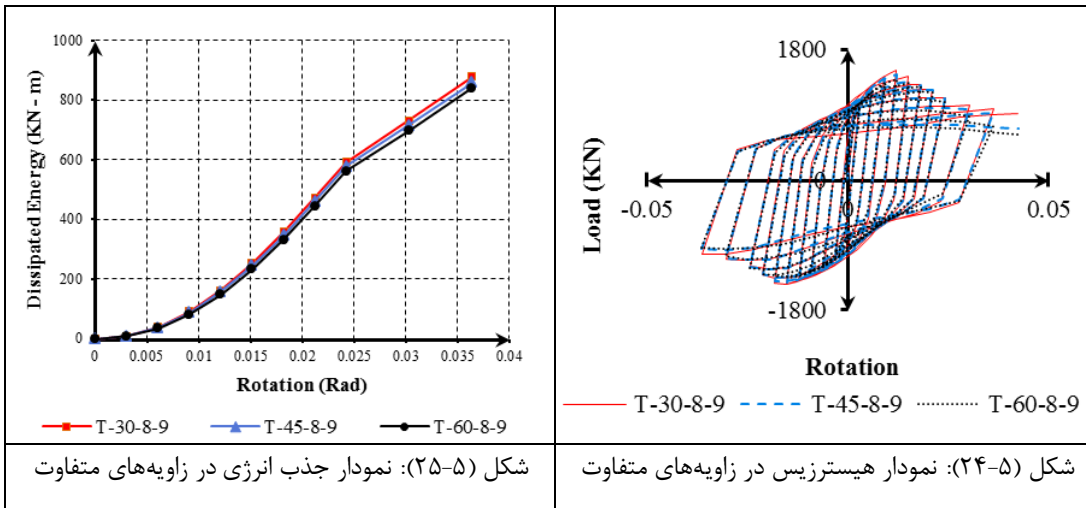 1000
800
600
400
200
0
Dissipated Energy (KN - m)
0 0.005 0.01 0.015 0.02 0.025 0.03 0.035 0.04
Rotation (Rad)
T-30-8-9 T-45-8-9 T-60-8-9
1800
0
-0.05 0 0.05
-1800
Load (KN)
Rotation
T-30-8-9 T-45-8-9 T-60-8-9
شکل (۵-۲۴): نمودار هیسترزیس در زاویه‌های متفاوت
شکل (۵-۲۵): نمودار جذب انرژی در زاویه‌های متفاوت